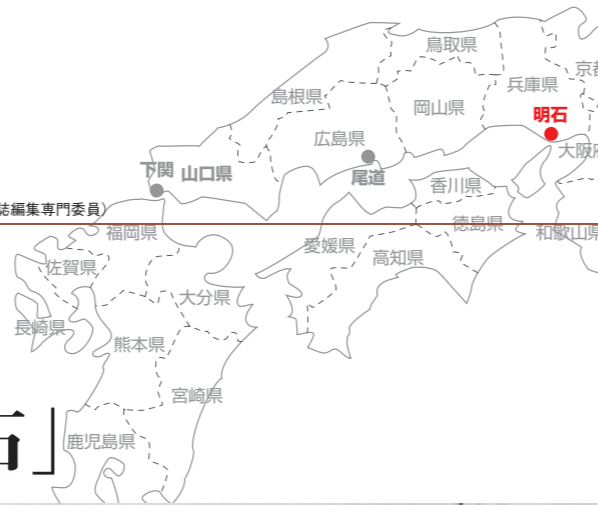 鳥取県
京都
兵庫県
島根県
岡山県
明石
広島県
大阪府
下関
山口県
尾道
香川県
誌編集専門委員）
徳島県
福岡県
和歌山県
愛媛県
高知県
佐賀県
大分県
長崎県
熊本県
宮崎県
石」
鹿児島県